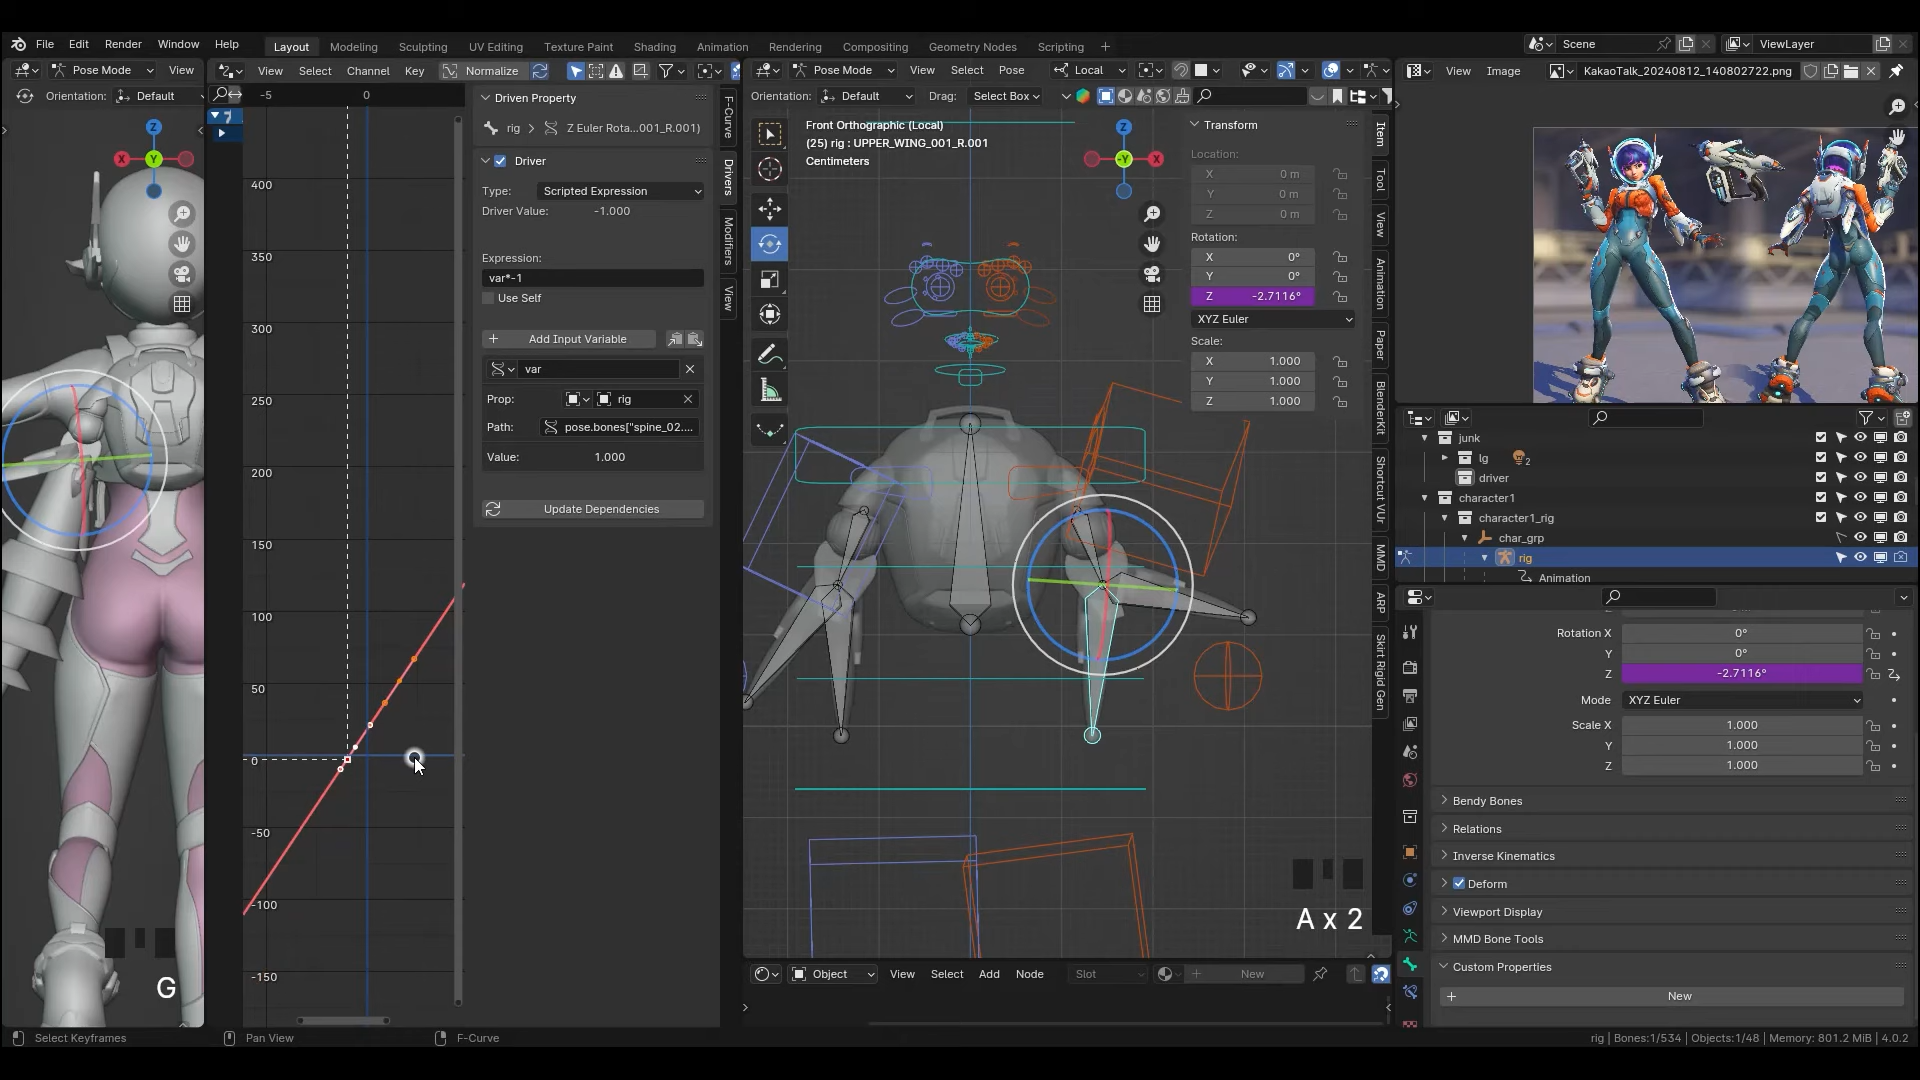 File Edit Render Window Help
Layout Modeling Sculpting UV Editing Texture Paint Shading Animation Rendering Compositing Geometry Nodes Scripting +
Scene
ViewLayer
Pose Mode View
View Select Channel Key Normalize
Pose Mode View Select Pose Local
View Image KakaoTalk_20240812_140802722.png
Orientation: Default
Orientation: Default Drag: Select Box
-5 0
400
350
300
250
200
150
100
50
0
-50
-100
-150
Z
X
Y
G
Driven Property
rig > Z Euler Rota...001_R.001)
Driver
Type: Scripted Expression
Driver Value: -1.000
Expression:
var*-1
Use Self
+ Add Input Variable
var
Prop: rig
Path: pose.bones["spine_02....
Value: 1.000
Update Dependencies
F-Curve
Drivers
Modifiers
View
Front Orthographic (Local)
(25) rig : UPPER_WING_001_R.001
Centimeters
Z
-Y
X
Transform
Location:
X 0 m
Y 0 m
Z 0 m
Rotation:
X 0°
Y 0°
Z -2.7116°
XYZ Euler
Scale:
X 1.000
Y 1.000
Z 1.000
Item
Tool
View
Animation
Paper
BlenderKit
Shortcut VUr
MMD
ARP
Skirt Rigid Gen
A x 2
Object View Select Add Node Slot + New
junk
lg 2
driver
character1
character1_rig
char_grp
rig
Animation
Rotation X 0°
Y 0°
Z -2.7116°
Mode XYZ Euler
Scale X 1.000
Y 1.000
Z 1.000
Bendy Bones
Relations
Inverse Kinematics
Deform
Viewport Display
MMD Bone Tools
Custom Properties
+ New
Select Keyframes
Pan View
F-Curve
rig | Bones:1/534 | Objects:1/48 | Memory: 801.2 MiB | 4.0.2